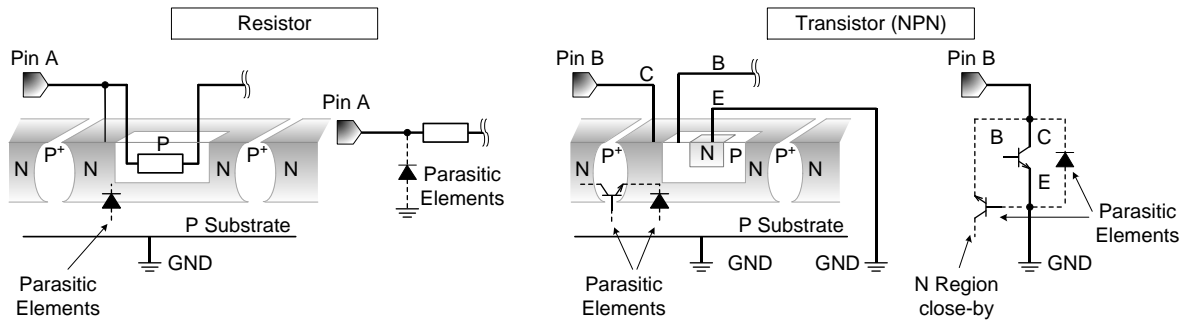 Resistor
Transistor (NPN)
Pin A
Pin A
N
P+
N
P
P+
N
N
Parasitic
Elements
P Substrate
GND
Parasitic
Elements
Pin B
C
B
E
N
P+
N
N
P
P+
N
N
P Substrate
GND
GND
Parasitic
Elements
Pin B
B
C
E
Parasitic
Elements
GND
N Region
close-by